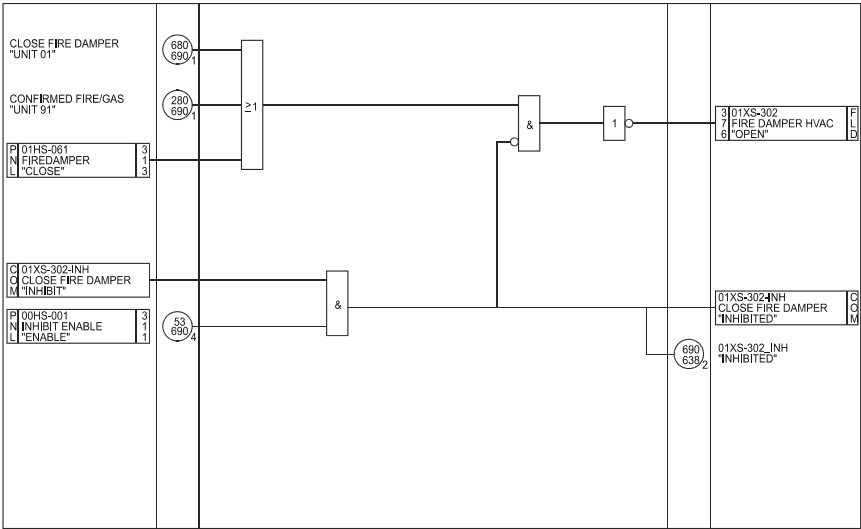 CLOSE FIRE DAMPER
"UNIT 01"
680
690 1
CONFIRMED FIRE/GAS
"UNIT 91"
280
690 1
≥1
P 01HS-061 3
N FIREDAMPER 1
L "CLOSE" 3
&
1
3 01XS-302 F
7 FIRE DAMPER HVAC L
6 "OPEN" D
C 01XS-302-INH
O CLOSE FIRE DAMPER
M "INHIBIT"
P 00HS-001 3
N INHIBIT ENABLE 1
L "ENABLE" 1
53
690 4
&
01XS-302-INH C
CLOSE FIRE DAMPER O
"INHIBITED" M
690
638 2
01XS-302_INH
"INHIBITED"